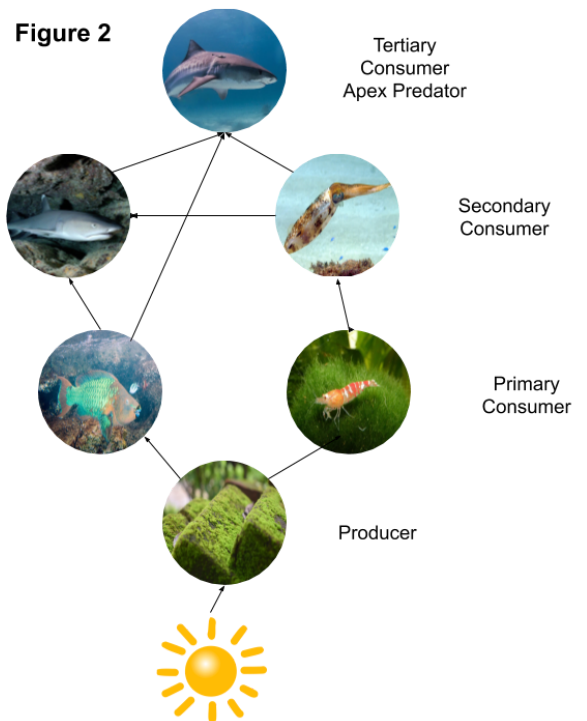 Figure 2
Tertiary
Consumer
Apex Predator
Secondary
Consumer
Primary
Consumer
Producer